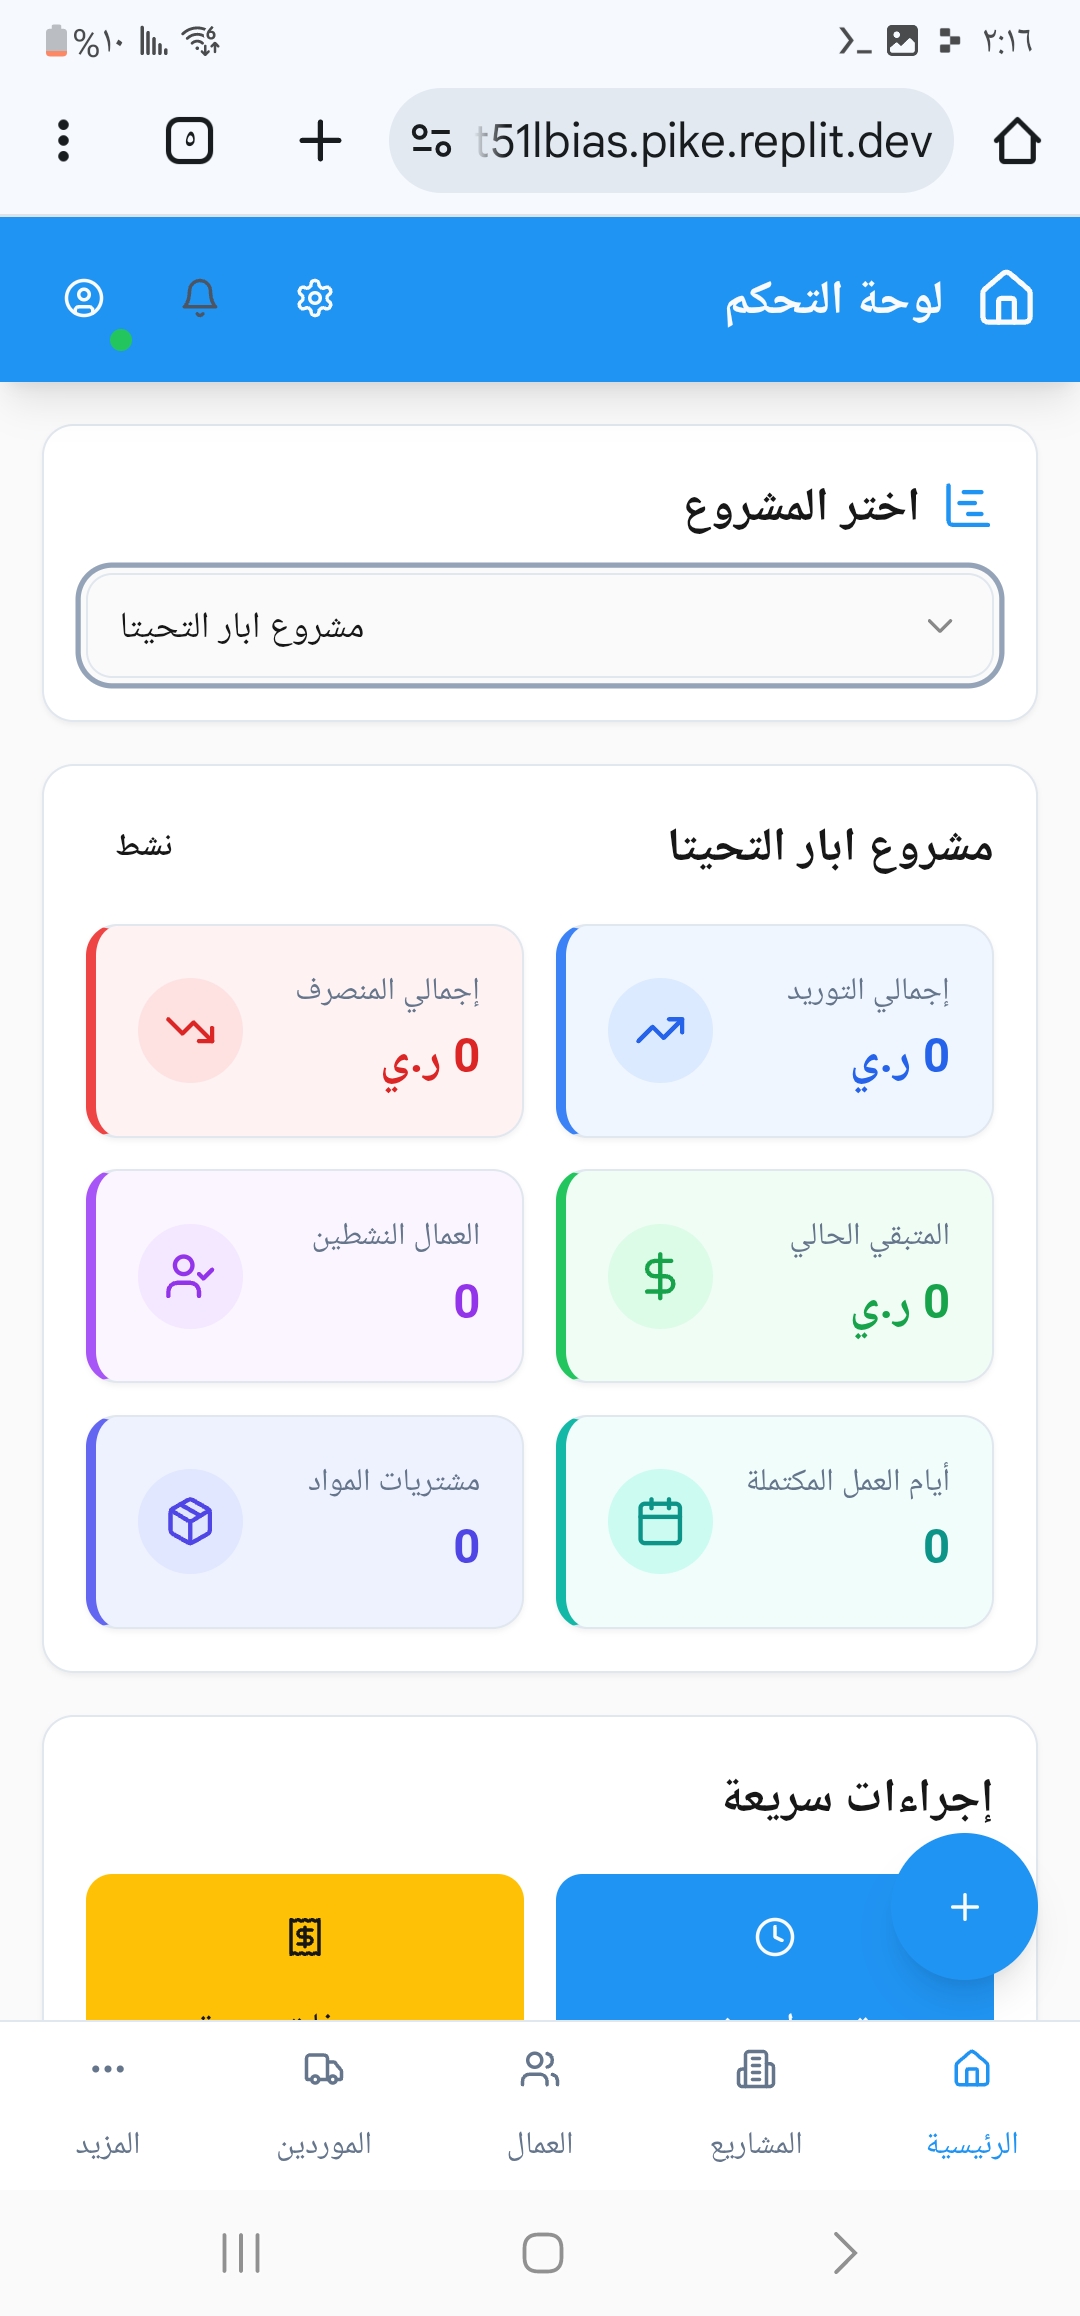 ٢:١٦
%١٠
t51lbias.pike.replit.dev
٥
لوحة التحكم
اختر المشروع
مشروع ابار التحيتا
مشروع ابار التحيتا
نشط
إجمالي التوريد
0 ر.ي
إجمالي المنصرف
0 ر.ي
المتبقي الحالي
0 ر.ي
العمال النشطين
0
أيام العمل المكتملة
0
مشتريات المواد
0
إجراءات سريعة
الرئيسية
المشاريع
العمال
الموردين
المزيد